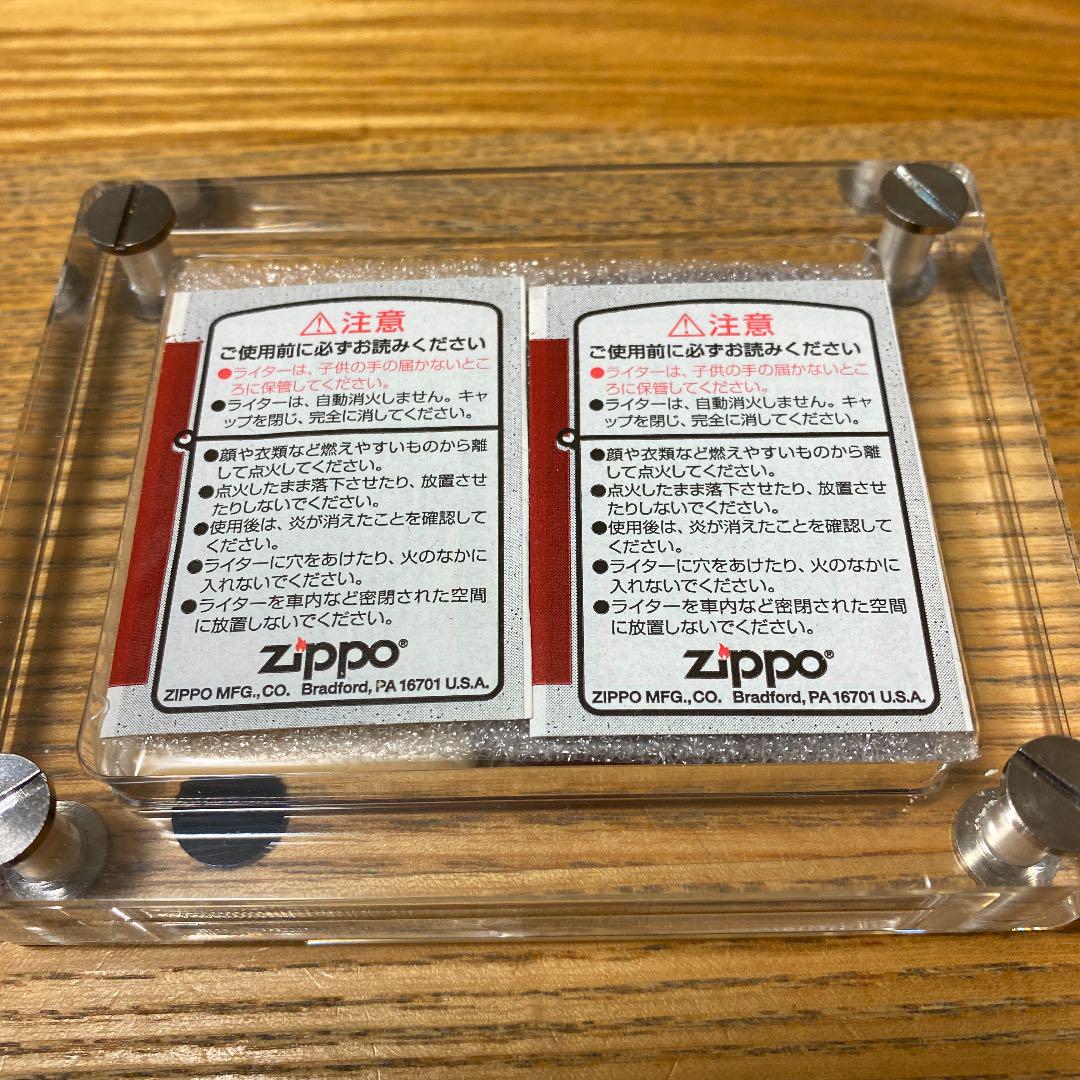 注意
ご使用前に必ずお読みください
●ライターは、子供の手の届かないとこ
ろに保管してください。
●ライターは、自動消火しません。キャ
ップを閉じ、完全に消してください。
●顔や衣類など燃えやすいものから離
して点火してください。
●点火したまま落下させたり、放置させ
たりしないでください。
●使用後は、炎が消えたことを確認して
ください。
●ライターに穴をあけたり、火のなかに
入れないでください。
●ライターを車内など密閉された空間
に放置しないでください。
zippo®
ZIPPO MFG.,CO. Bradford, PA 16701 U.S.A.
注意
ご使用前に必ずお読みください
●ライターは、子供の手の届かないとこ
ろに保管してください。
●ライターは、自動消火しません。キャ
ップを閉じ、完全に消してください。
●顔や衣類など燃えやすいものから離
して点火してください。
●点火したまま落下させたり、放置させ
たりしないでください。
●使用後は、炎が消えたことを確認して
ください。
●ライターに穴をあけたり、火のなかに
入れないでください。
●ライターを車内など密閉された空間
に放置しないでください。
zippo®
ZIPPO MFG.,CO. Bradford, PA 16701 U.S.A.